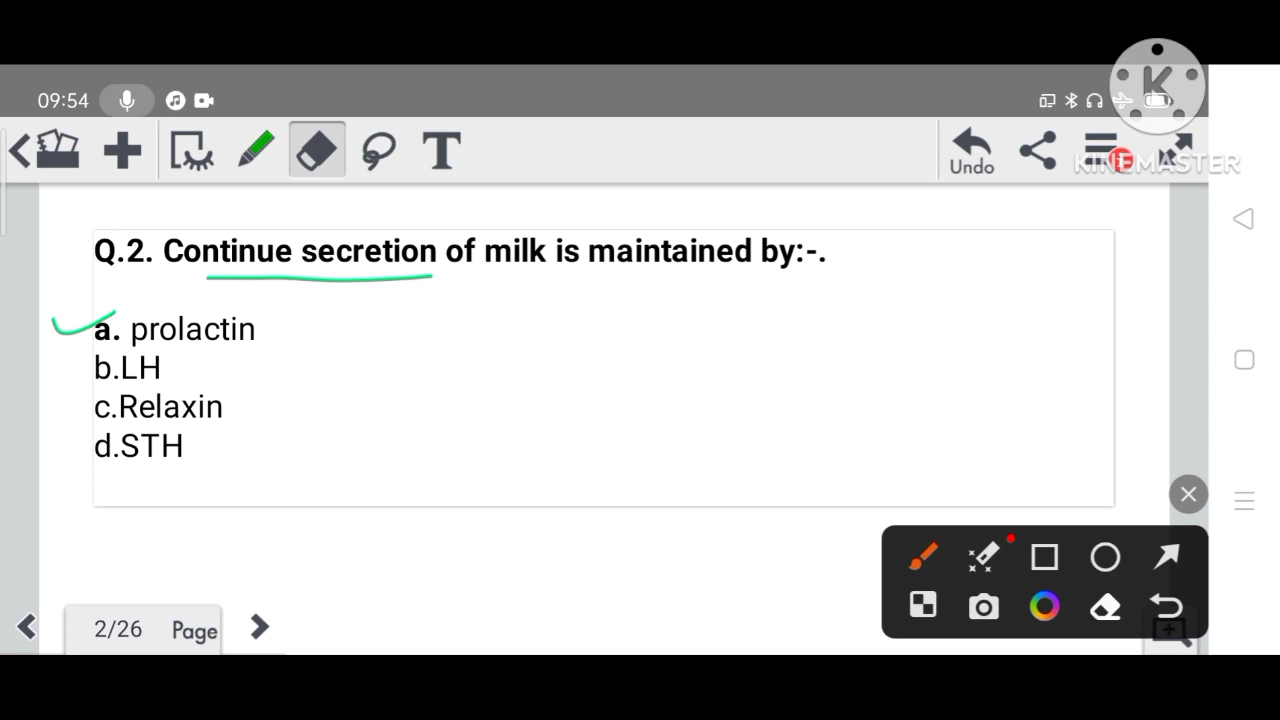 09:54
Undo
KINEMASTER
Q.2. Continue secretion of milk is maintained by:-.
a. prolactin
b.LH
c.Relaxin
d.STH
2/26 Page